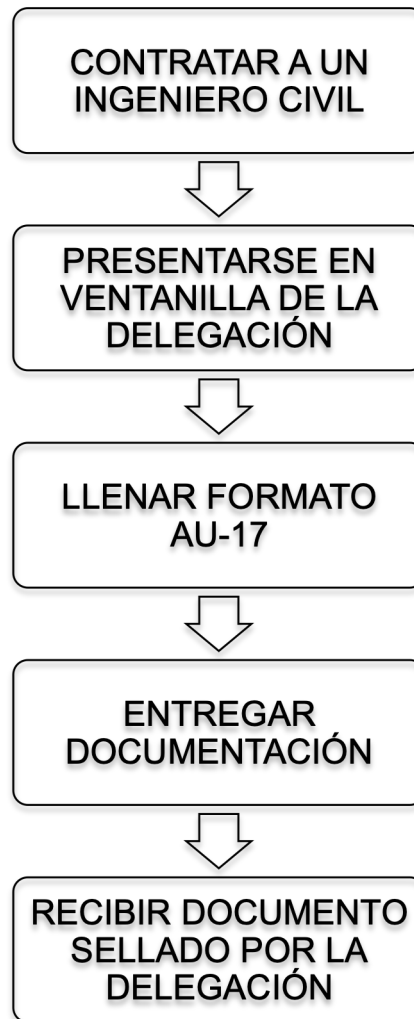 CONTRATAR A UN
INGENIERO CIVIL
PRESENTARSE EN
VENTANILLA DE LA
DELEGACIÓN
LLENAR FORMATO
AU-17
ENTREGAR
DOCUMENTACIÓN
RECIBIR DOCUMENTO
SELLADO POR LA
DELEGACIÓN